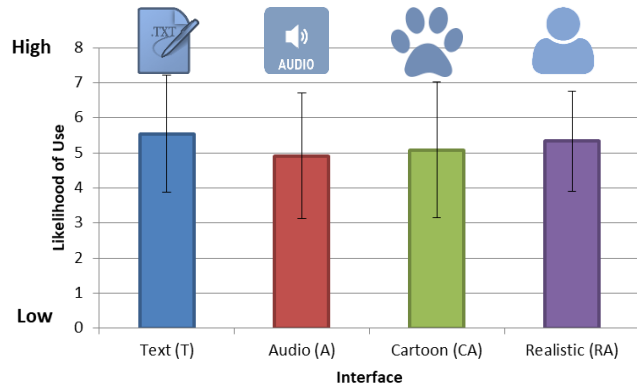 High
.TXT
AUDIO
8
7
6
5
4
3
2
1
0
Low
Likelihood of Use
Text (T)
Audio (A)
Cartoon (CA)
Realistic (RA)
Interface